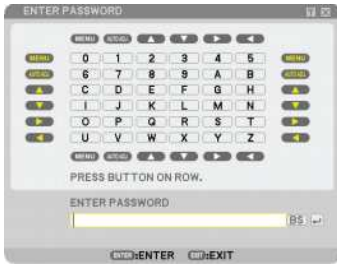 ENTER PASSWORD
MENU AUTO ADJ.
MENU 0 1 2 3 4 5 MENU
AUTO ADJ. 6 7 8 9 A B AUTO ADJ.
C D E F G H
I J K L M N
O P Q R S T
U V W X Y Z
MENU AUTO ADJ.
PRESS BUTTON ON ROW.
ENTER PASSWORD
BS
ENTER:ENTER EXIT:EXIT